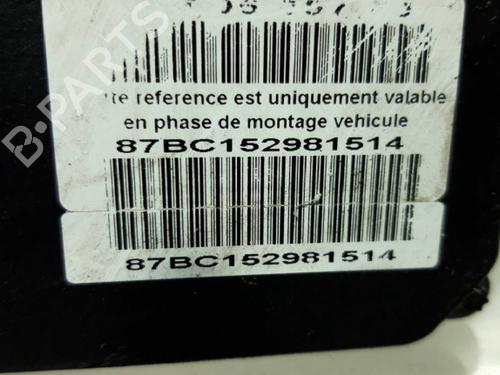 te reference est uniquement valable
en phase de montage vehicule
87BC152981514
87BC152981514
B-PARTS